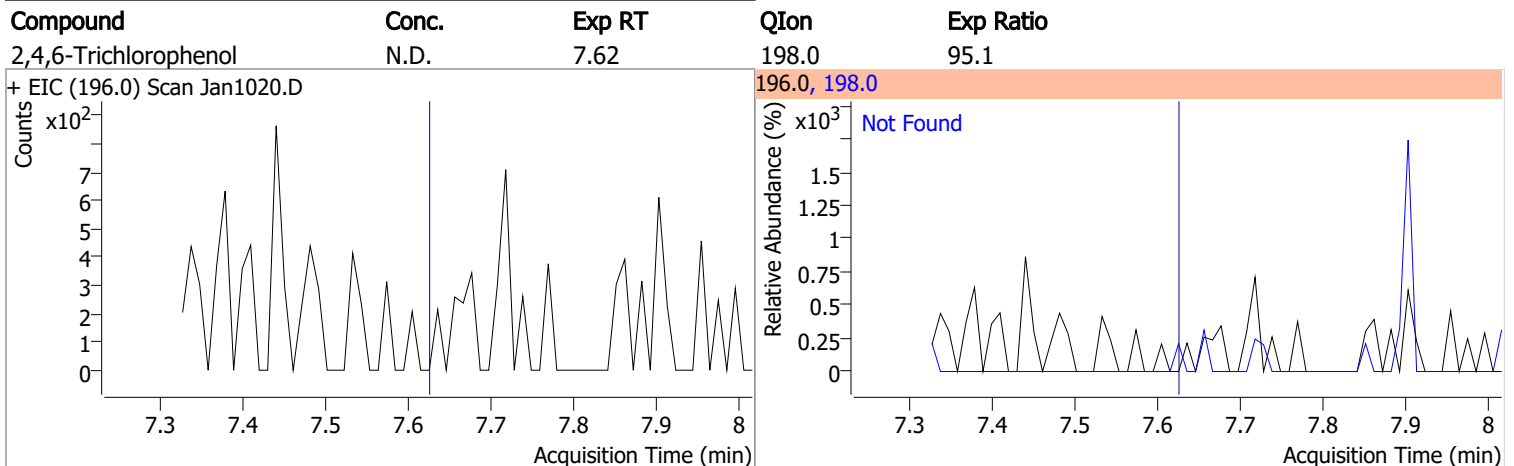 Compound Conc. Exp RT QIon Exp Ratio
2,4,6-Trichlorophenol N.D. 7.62 198.0 95.1
+ EIC (196.0) Scan Jan1020.D
Counts
x10²
7
6
5
4
3
2
1
0
7.3 7.4 7.5 7.6 7.7 7.8 7.9 8
Acquisition Time (min)
196.0, 198.0
Relative Abundance (%)
x10³
Not Found
1.5
1.25
1
0.75
0.5
0.25
0
7.3 7.4 7.5 7.6 7.7 7.8 7.9 8
Acquisition Time (min)